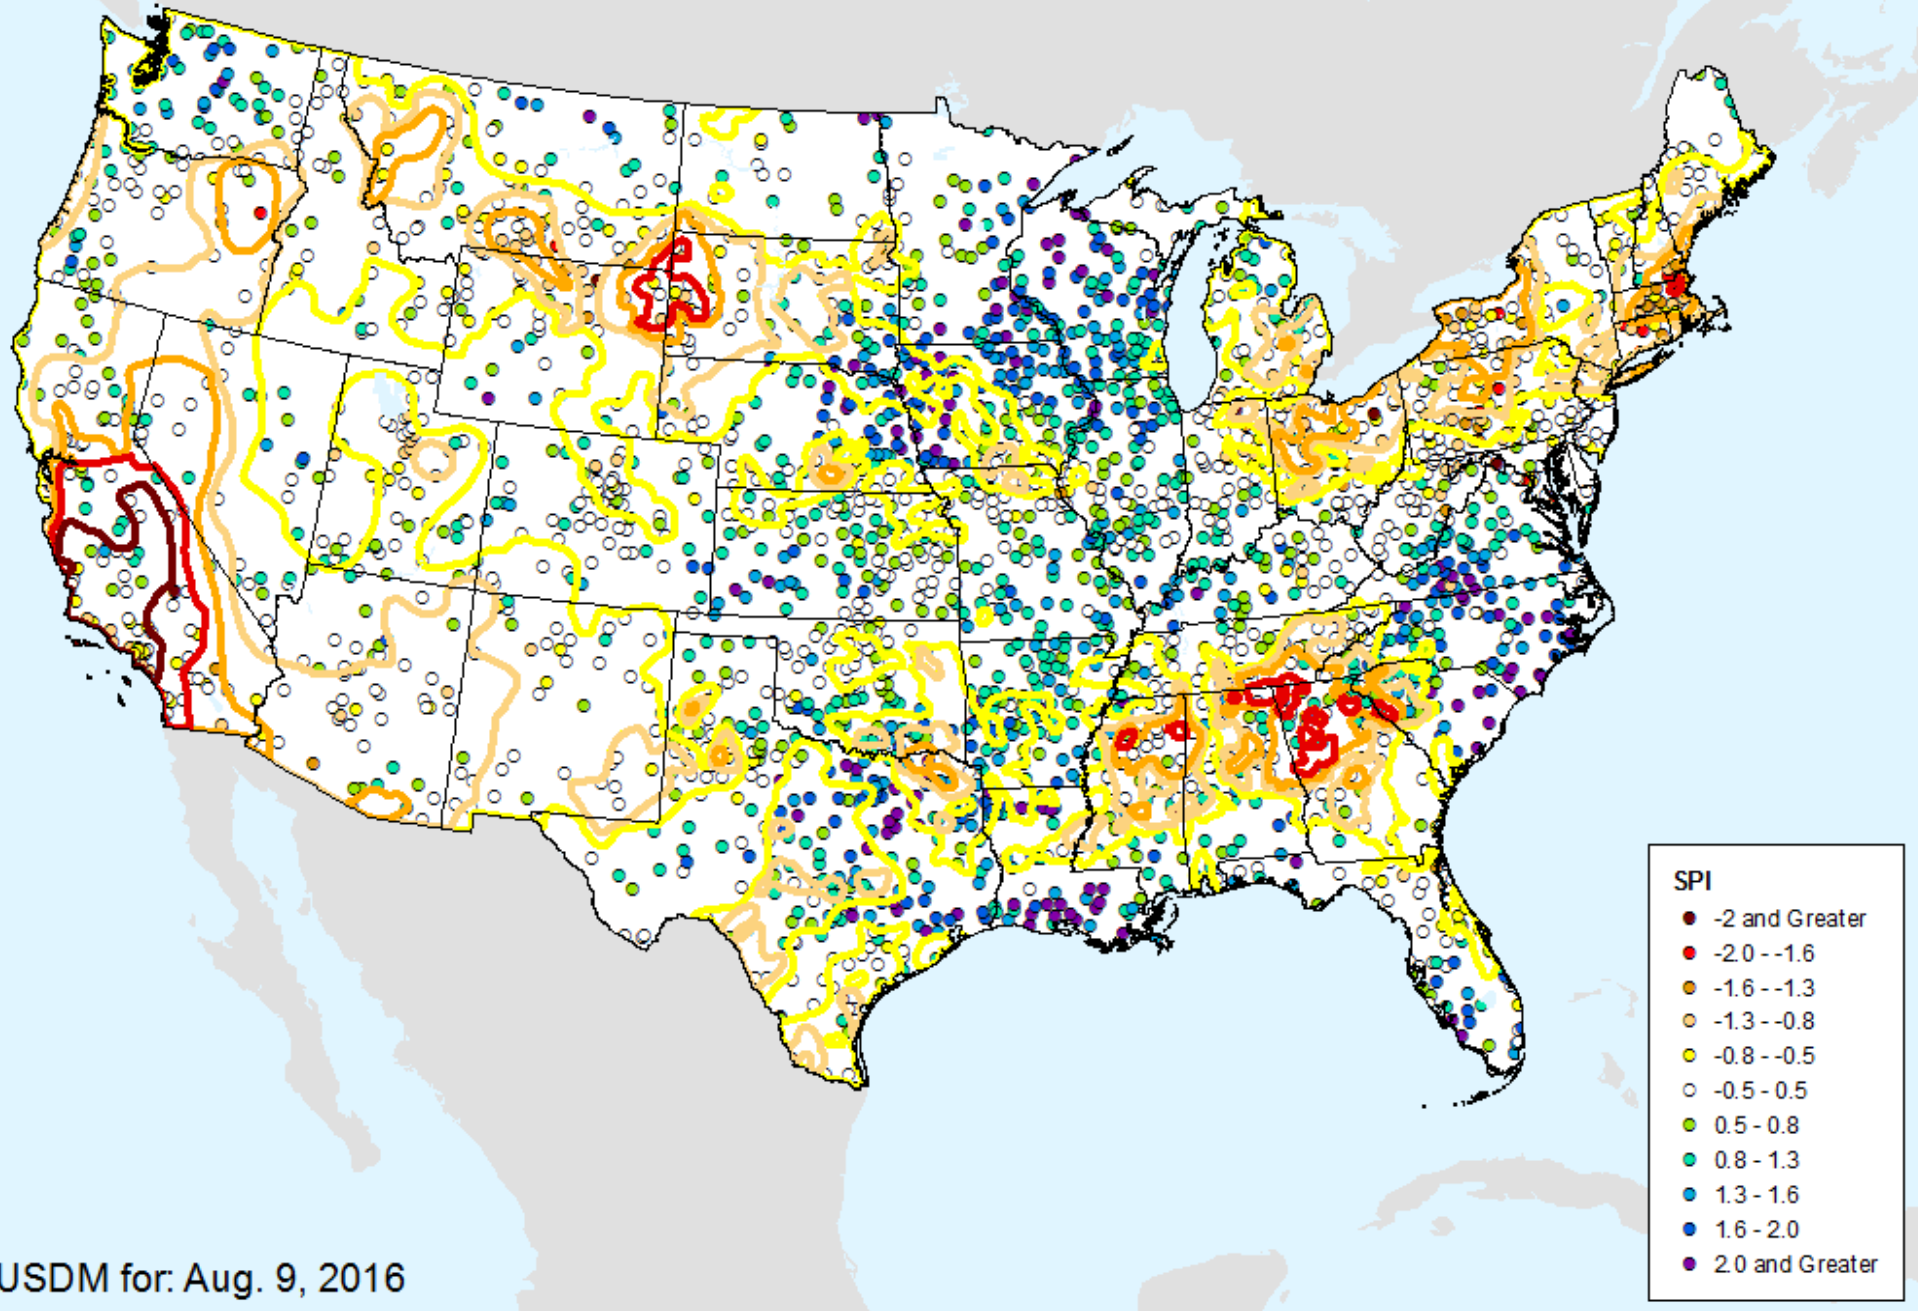 SPI
-2 and Greater
-2.0 - -1.6
-1.6 - -1.3
-1.3 - -0.8
-0.8 - -0.5
-0.5 - 0.5
0.5 - 0.8
0.8 - 1.3
1.3 - 1.6
1.6 - 2.0
2.0 and Greater
USDM for: Aug. 9, 2016